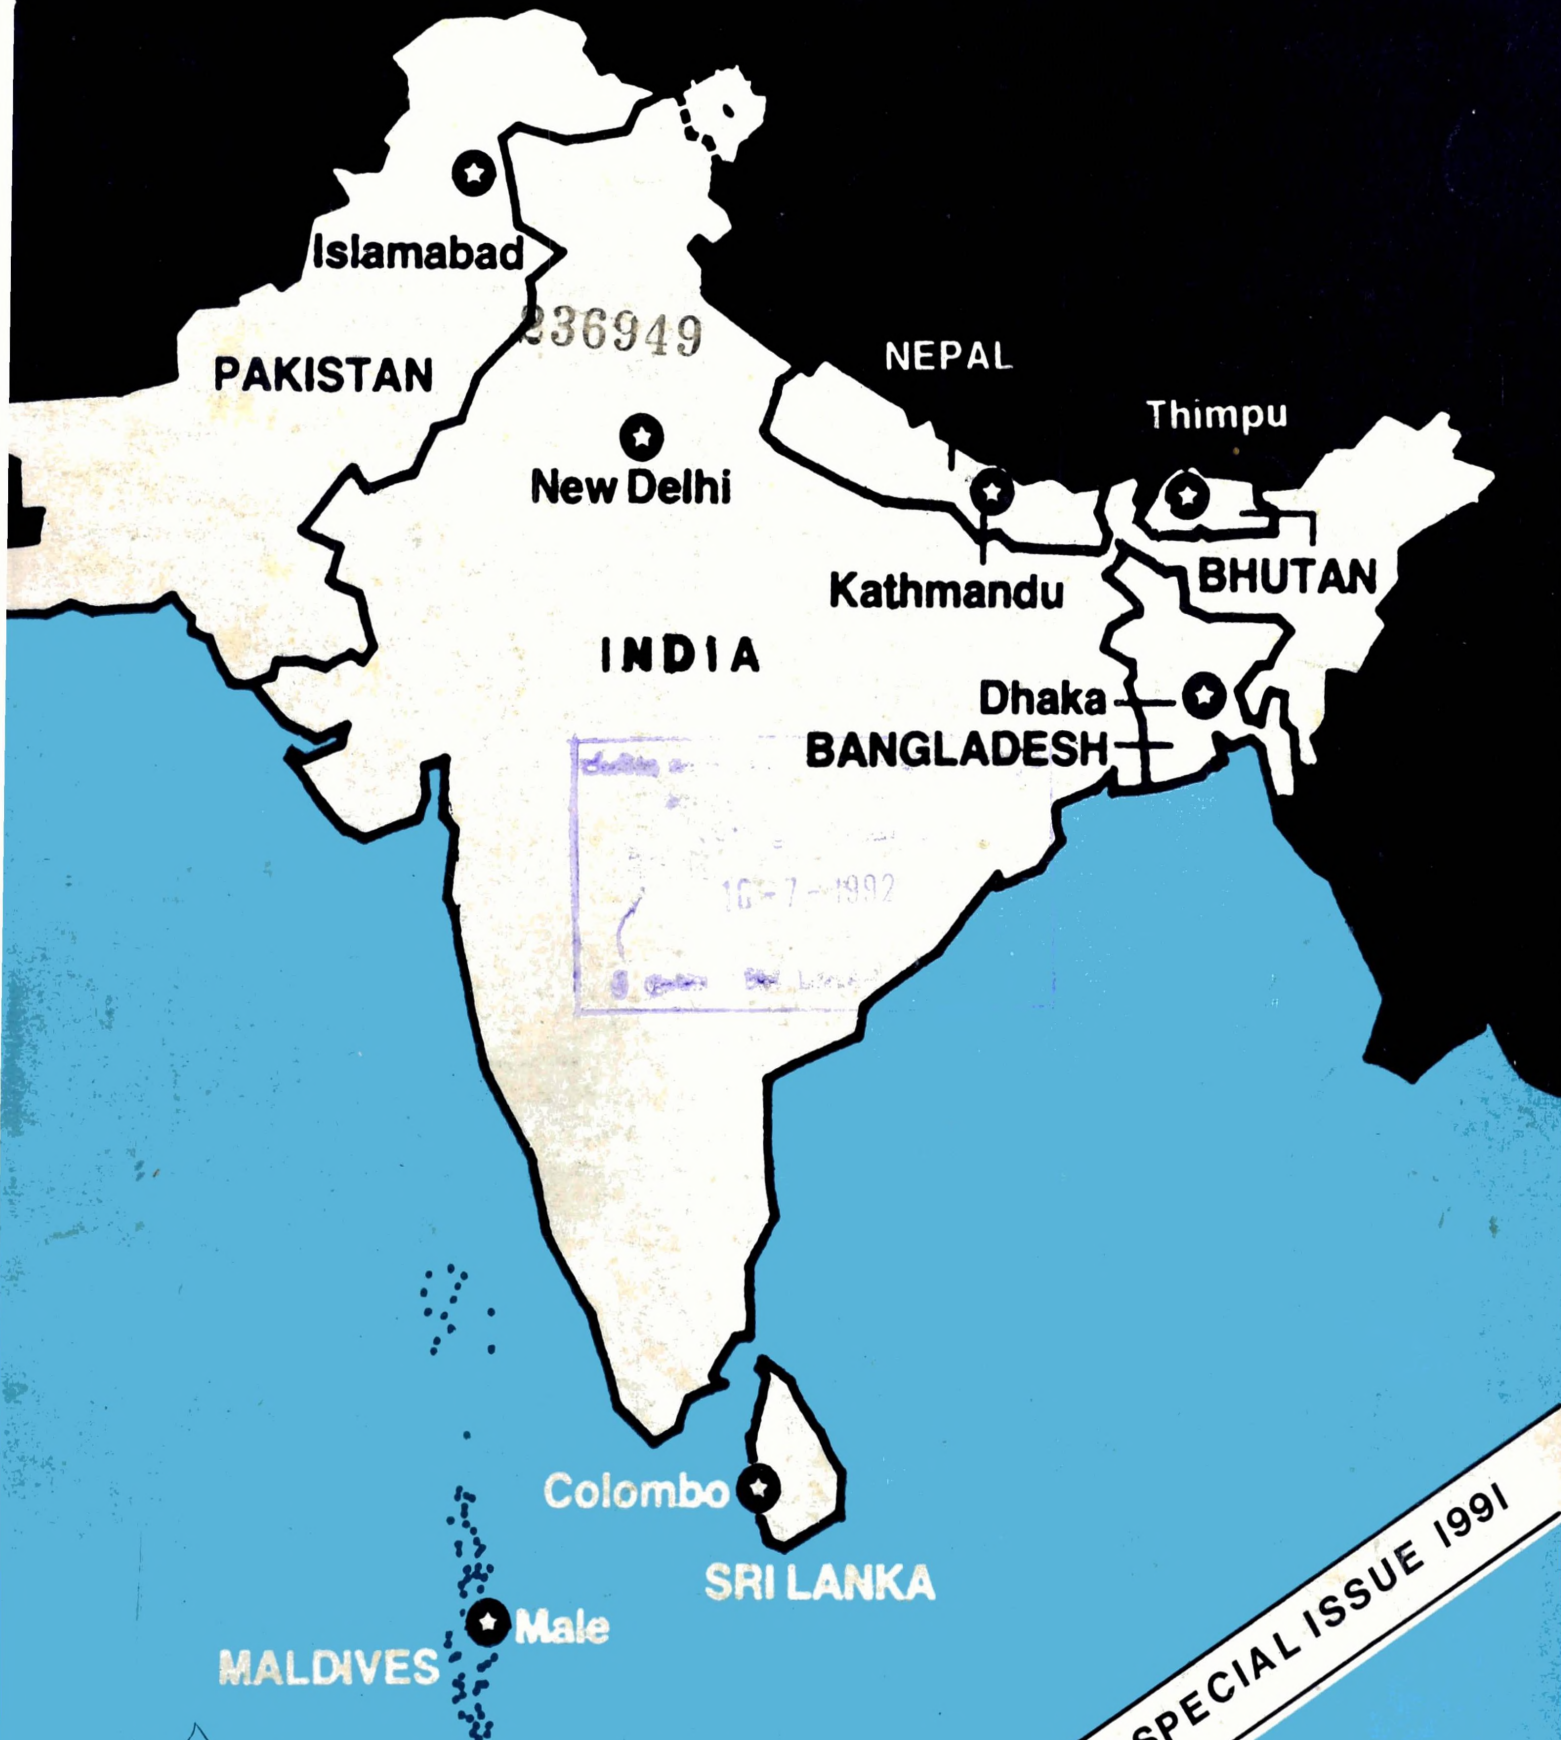 Islamabad
236949
NEPAL
PAKISTAN
Thimpu
New Delhi
BHUTAN
Kathmandu
INDIA
Dhaka
BANGLADESH
-7-1992
Colombo
SPECIAL ISSUE 1991
SRI LANKA
Male
MALDIVES